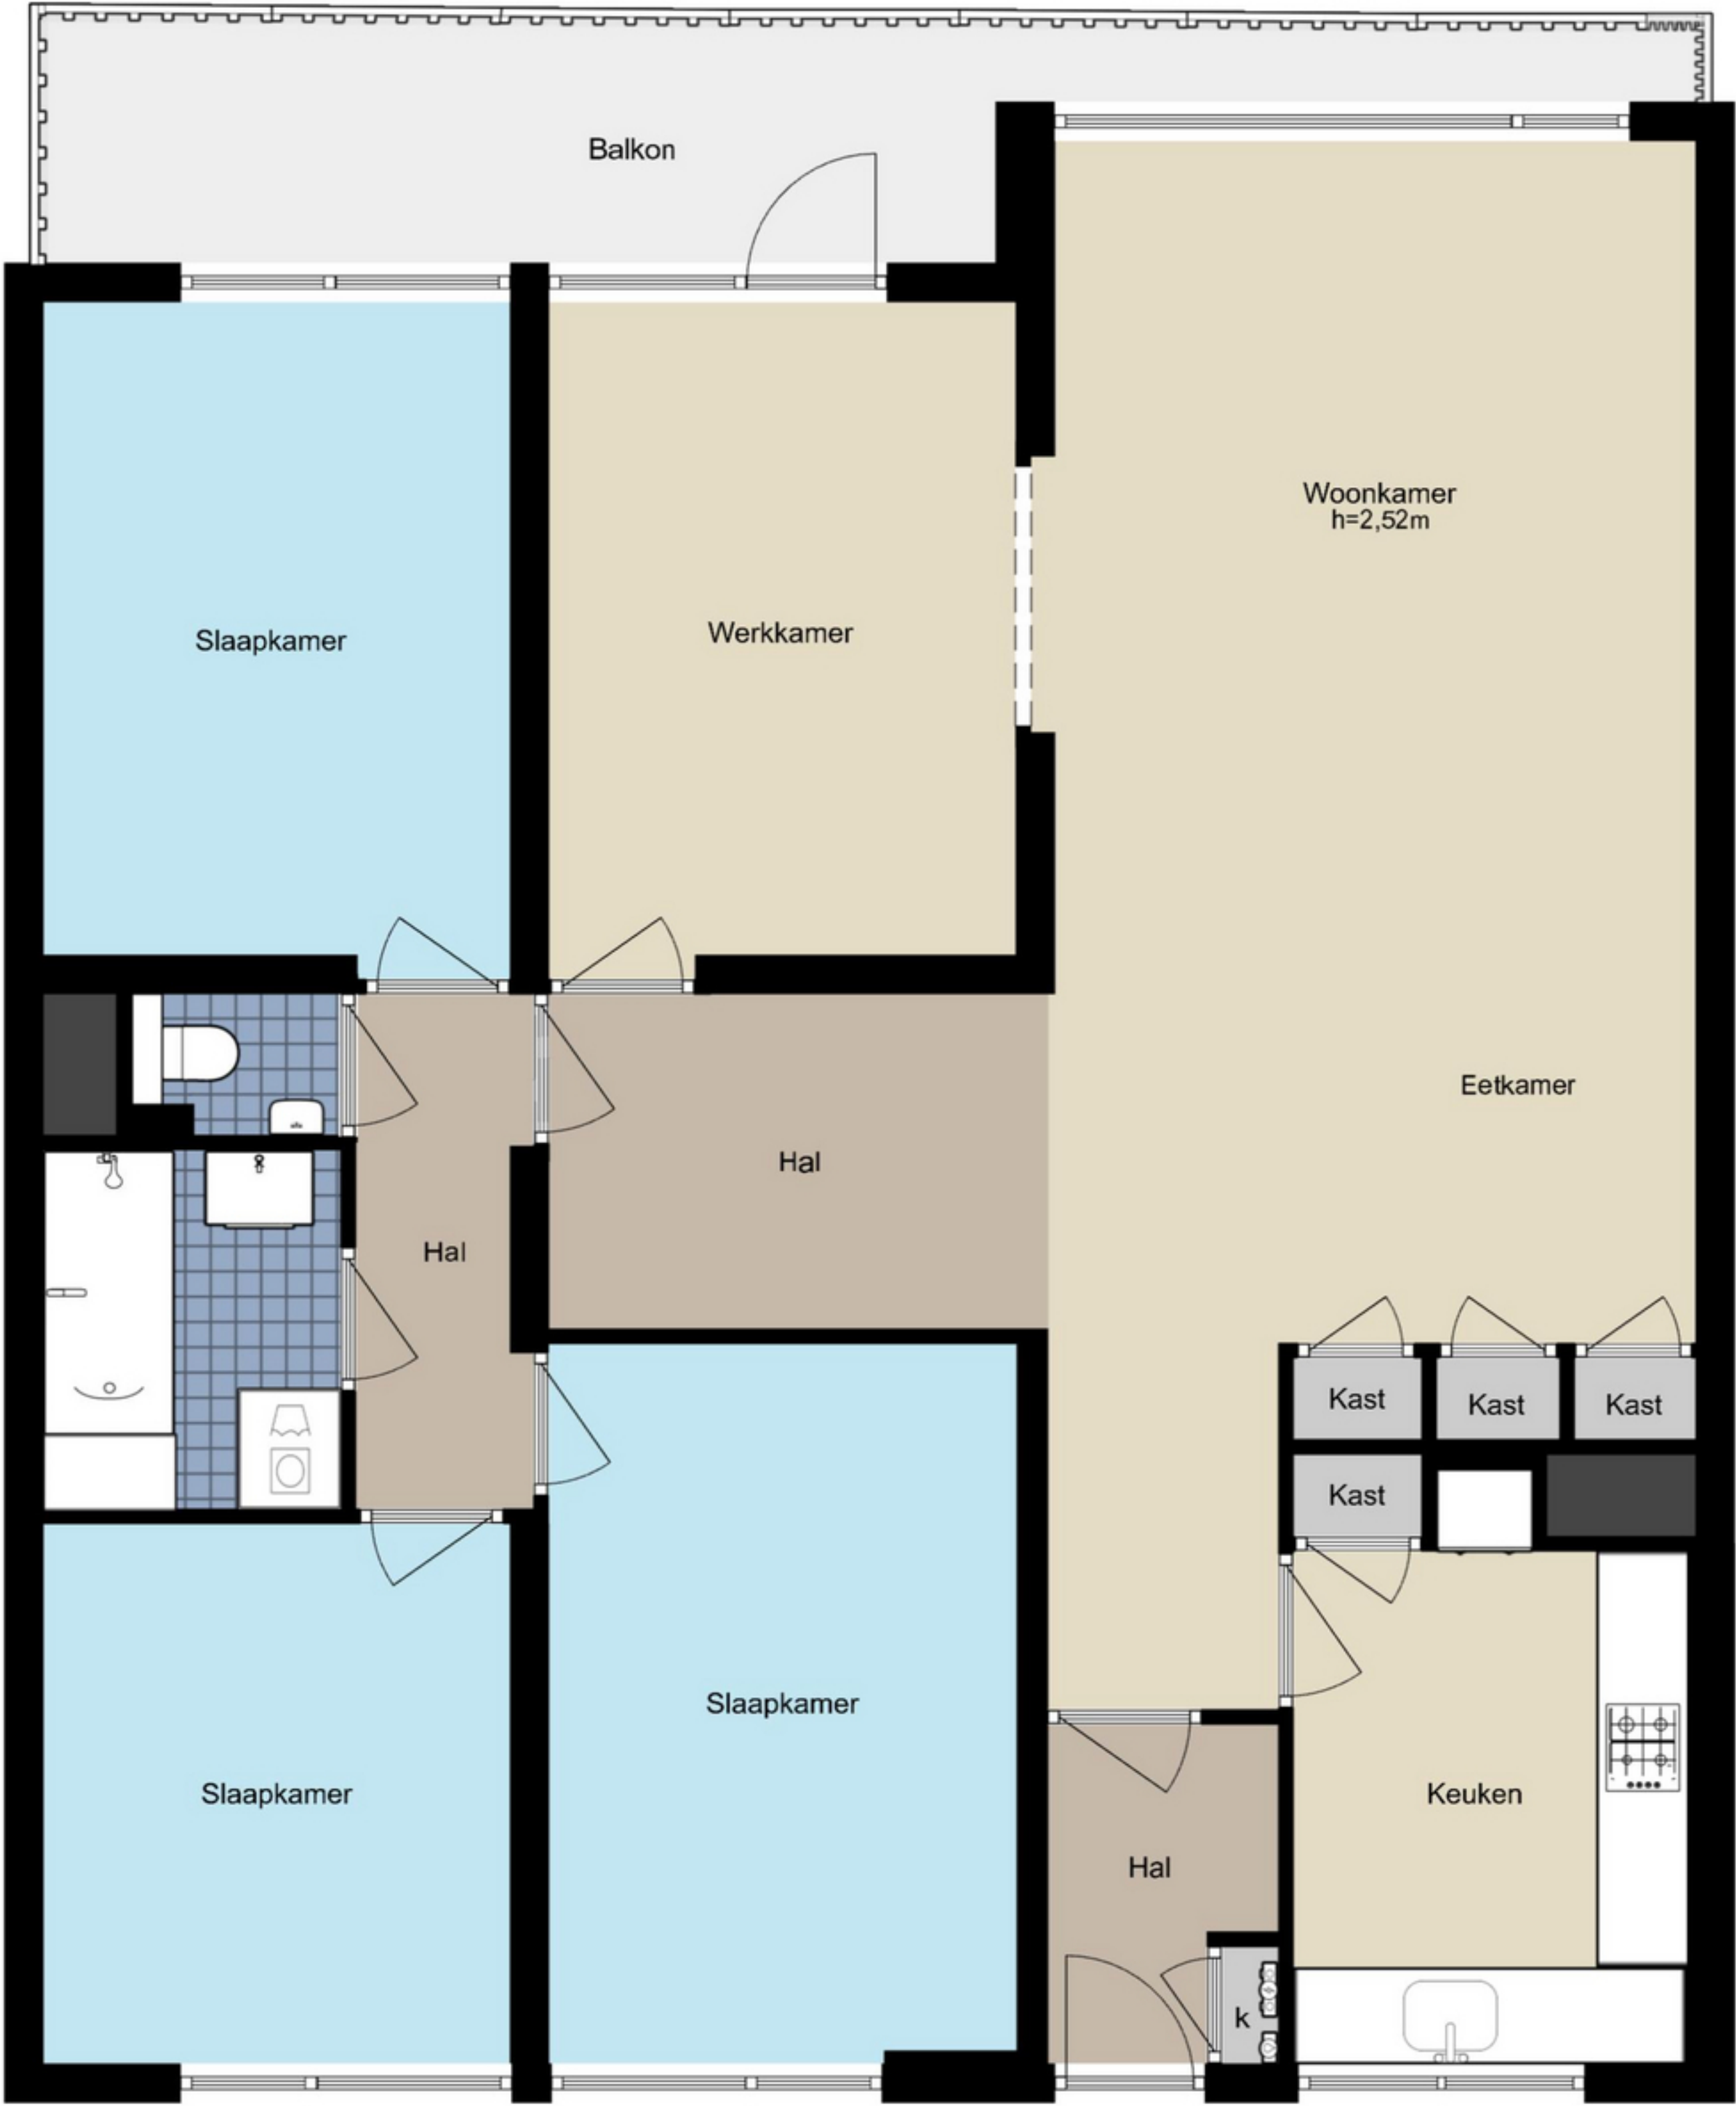 Balkon
Woonkamer
h=2,52m
Slaapkamer
Werkkamer
Eetkamer
Hal
Hal
Kast
Kast
Kast
Kast
Slaapkamer
Slaapkamer
Keuken
Hal
k